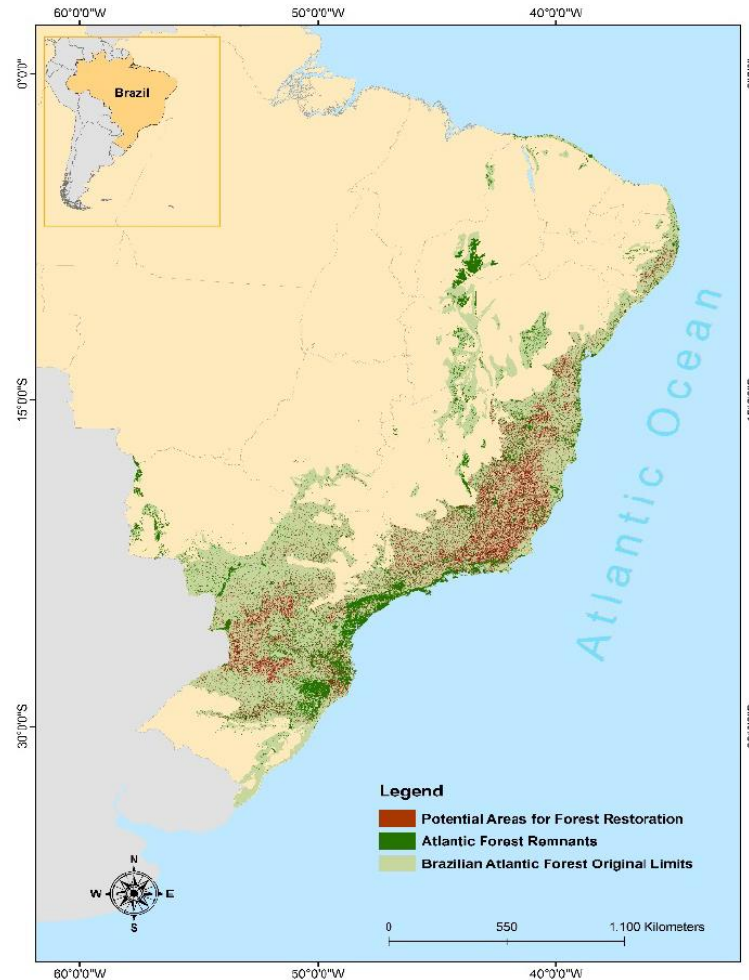 60°0'0"W
50°0'0"W
40°0'0"W
0°0'0"
Brazil
15°0'0"S
30°0'0"S
Atlantic Ocean
Legend
Potential Areas for Forest Restoration
Atlantic Forest Remnants
Brazilian Atlantic Forest Original Limits
N
W
E
S
0
550
1.100 Kilometers
60°0'0"W
50°0'0"W
40°0'0"W